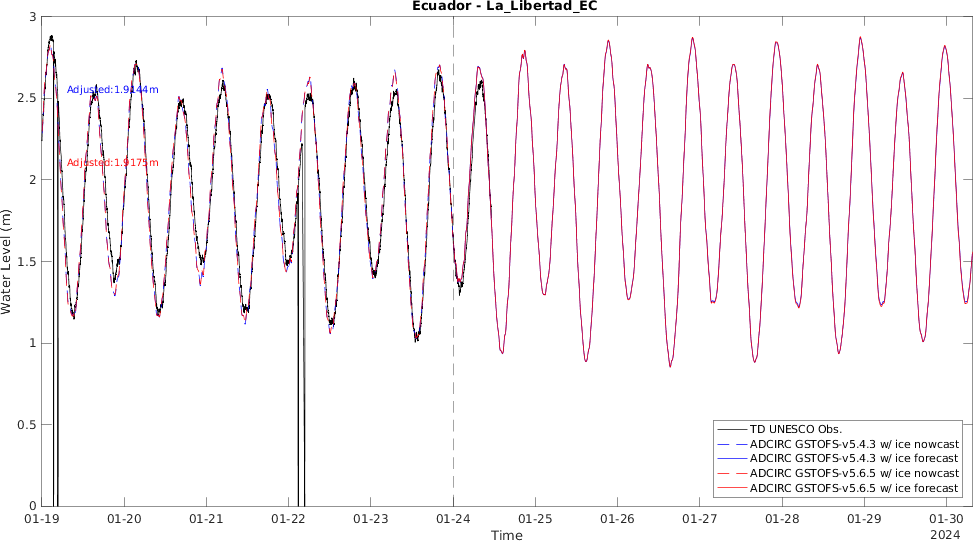 Ecuador - La_Libertad_EC
Adjusted:1.9144m
Adjusted:1.9175m
Water Level (m)
3
2.5
2
1.5
1
0.5
0
01-19
01-20
01-21
01-22
01-23
01-24
01-25
01-26
01-27
01-28
01-29
01-30
2024
Time
TD UNESCO Obs.
ADCIRC GSTOFS-v5.4.3 w/ ice nowcast
ADCIRC GSTOFS-v5.4.3 w/ ice forecast
ADCIRC GSTOFS-v5.6.5 w/ ice nowcast
ADCIRC GSTOFS-v5.6.5 w/ ice forecast